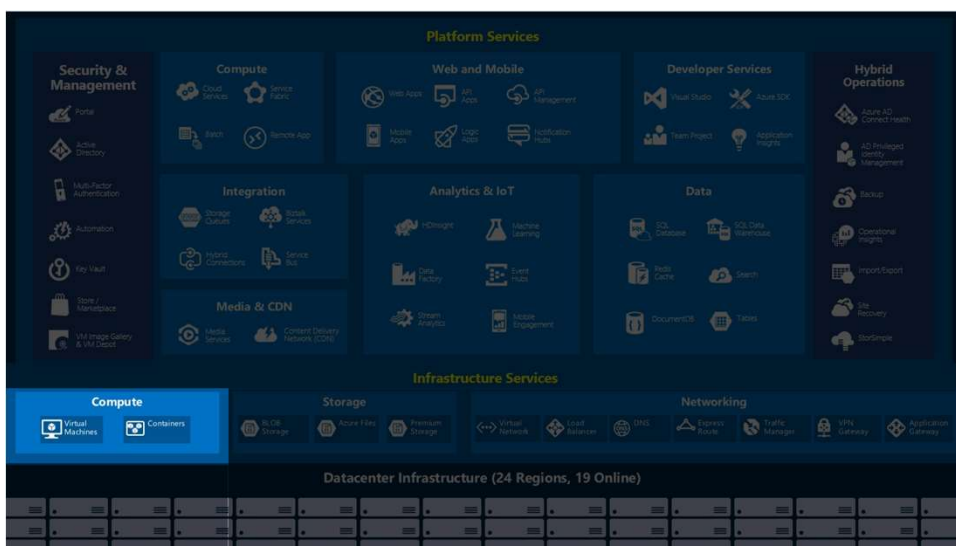 Platform Services
Security &
Management
Portal
Active
Directory
Multi-Factor
Authentication
Automation
Key Vault
Store /
Marketplace
VM Image Gallery
& VM Depot
Compute
Cloud
Services
Service
Fabric
Batch
Remote App
Web and Mobile
Web Apps
API
Apps
API
Management
Mobile
Apps
Logic
Apps
Notification
Hubs
Developer Services
Visual Studio
Azure SDK
Team Project
Application
Insights
Hybrid
Operations
Azure AD
Connect Health
AD Privileged
Identity
Management
Backup
Operational
Insights
Import/Export
Site
Recovery
StorSimple
Integration
Storage
Queues
Biztalk
Services
Hybrid
Connections
Service
Bus
Analytics & IoT
HDInsight
Machine
Learning
Data
Factory
Event
Hubs
Stream
Analytics
Mobile
Engagement
Data
SQL
Database
SQL Data
Warehouse
Redis
Cache
Search
DocumentDB
Tables
Media & CDN
Media
Services
Content Delivery
Network (CDN)
Infrastructure Services
Compute
Virtual
Machines
Containers
Storage
BLOB
Storage
Azure Files
Premium
Storage
Networking
Virtual
Network
Load
Balancer
DNS
Express
Route
Traffic
Manager
VPN
Gateway
Application
Gateway
Datacenter Infrastructure (24 Regions, 19 Online)